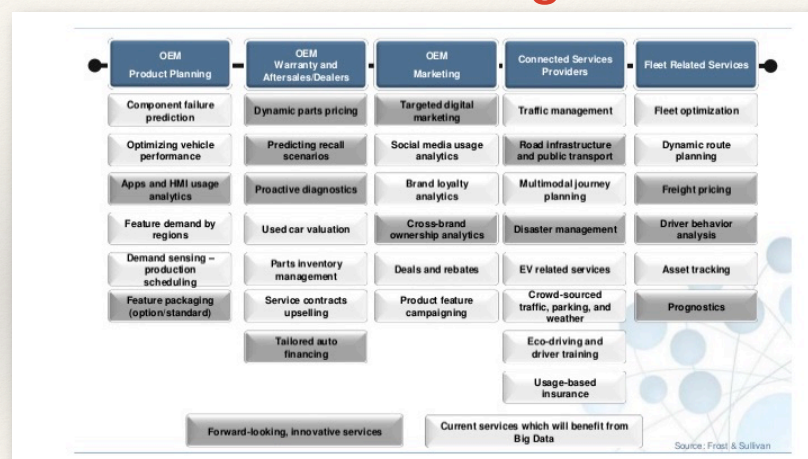 OEM
Product Planning
OEM
Warranty and
Aftersales/Dealers
OEM
Marketing
Connected Services
Providers
Fleet Related Services
Component failure
prediction
Dynamic parts pricing
Targeted digital
marketing
Traffic management
Fleet optimization
Optimizing vehicle
performance
Predicting recall
scenarios
Social media usage
analytics
Road infrastructure
and public transport
Dynamic route
planning
Apps and HMI usage
analytics
Proactive diagnostics
Brand loyalty
analytics
Multimodal journey
planning
Freight pricing
Feature demand by
regions
Used car valuation
Cross-brand
ownership analytics
Disaster management
Driver behavior
analysis
Demand sensing –
production
scheduling
Parts inventory
management
Deals and rebates
EV related services
Asset tracking
Feature packaging
(option/standard)
Service contracts
upselling
Product feature
campaigning
Crowd-sourced
traffic, parking, and
weather
Prognostics
Tailored auto
financing
Eco-driving and
driver training
Usage-based
insurance
Forward-looking, innovative services
Current services which will benefit from
Big Data
Source: Frost & Sullivan